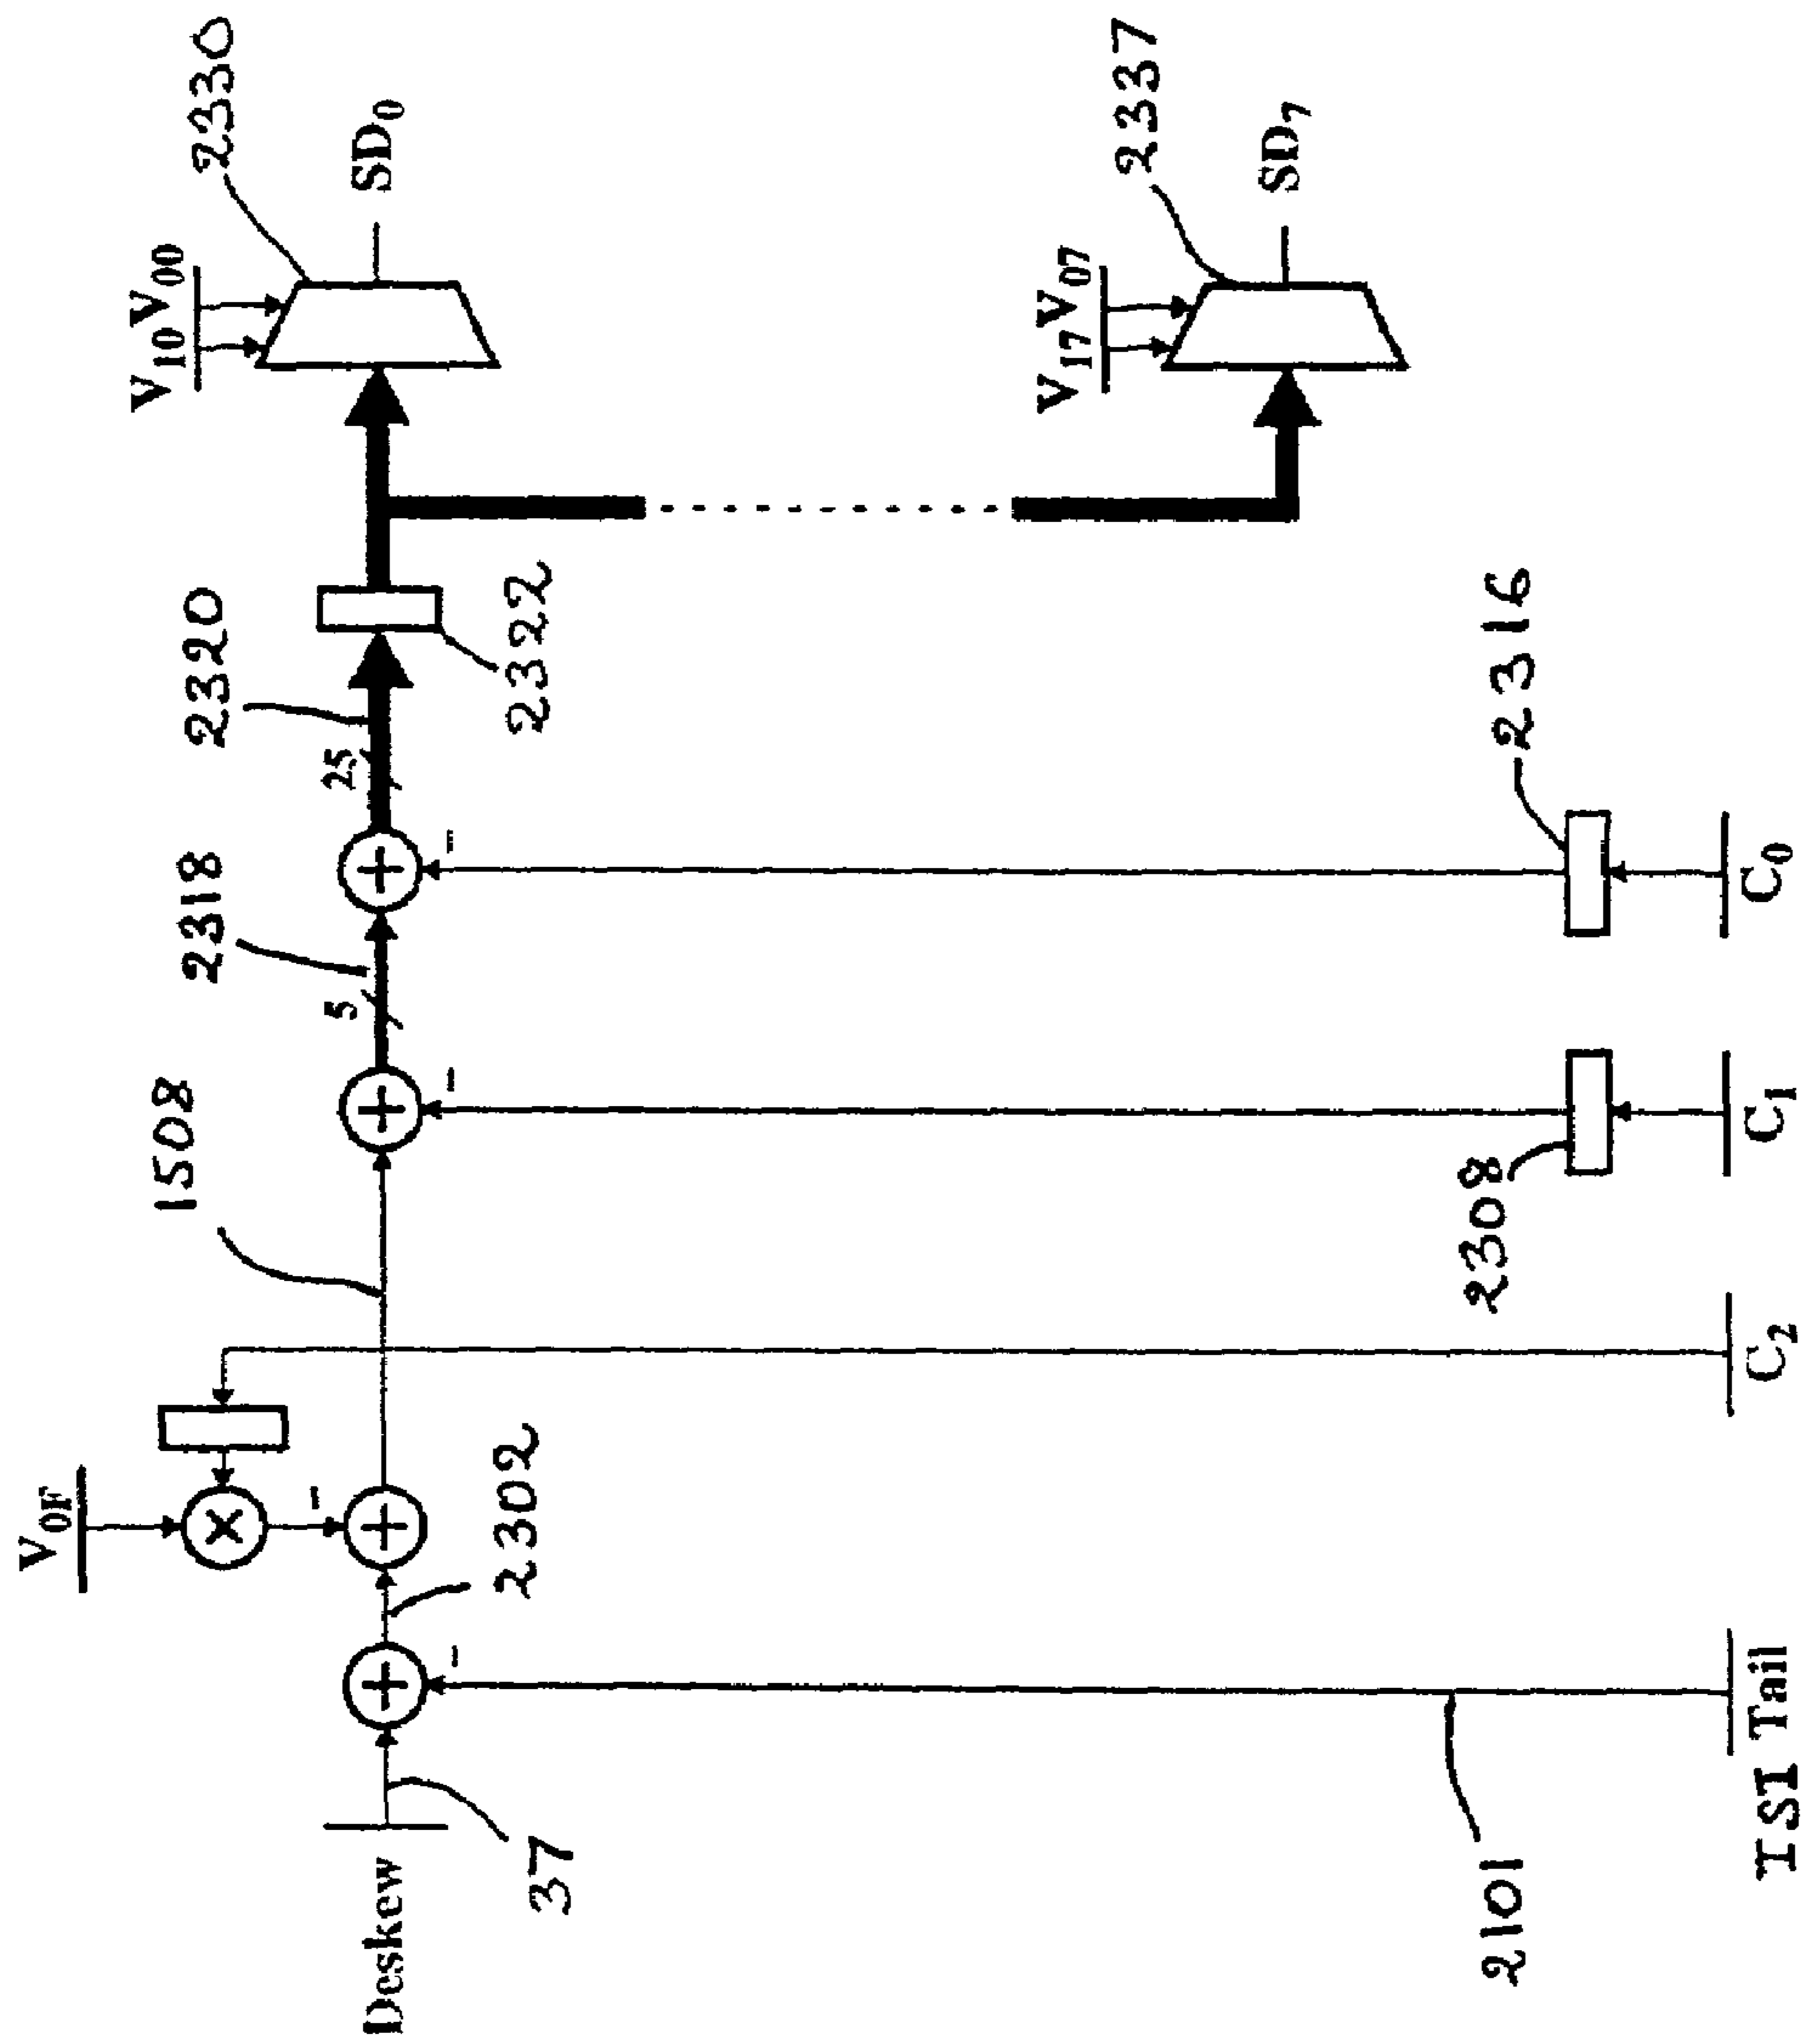 2330
V10 V00
SD0
2320
25
2322
2318
5
1508
V0F
2302
Deskew
37
V17 V07
2337
SD7
2316
C0
2308
C1
C2
2101
ISI Tail